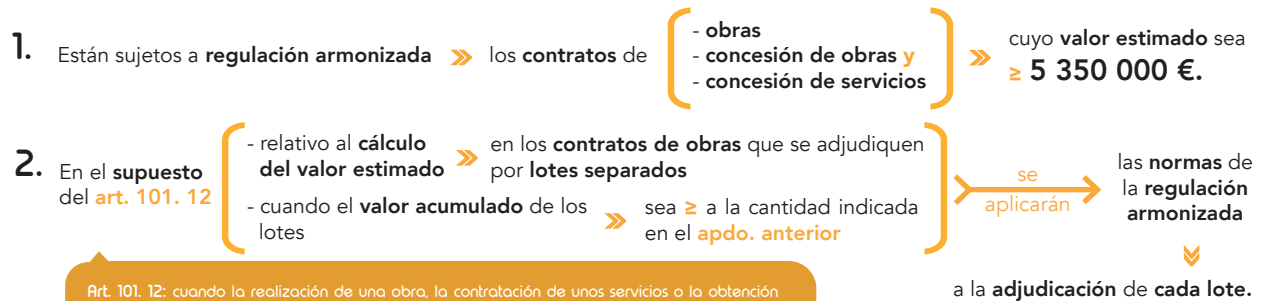 1. Están sujetos a regulación armonizada » los contratos de
- obras
- concesión de obras y
- concesión de servicios
» cuyo valor estimado sea
≥ 5 350 000 €.
2. En el supuesto
del art. 101. 12
- relativo al cálculo
del valor estimado » en los contratos de obras que se adjudiquen
por lotes separados
- cuando el valor acumulado de los
lotes » sea ≥ a la cantidad indicada
en el apdo. anterior
se
aplicarán
las normas de
la regulación
armonizada
a la adjudicación de cada lote.
Art. 101. 12: cuando la realización de una obra, la contratación de unos servicios o la obtención